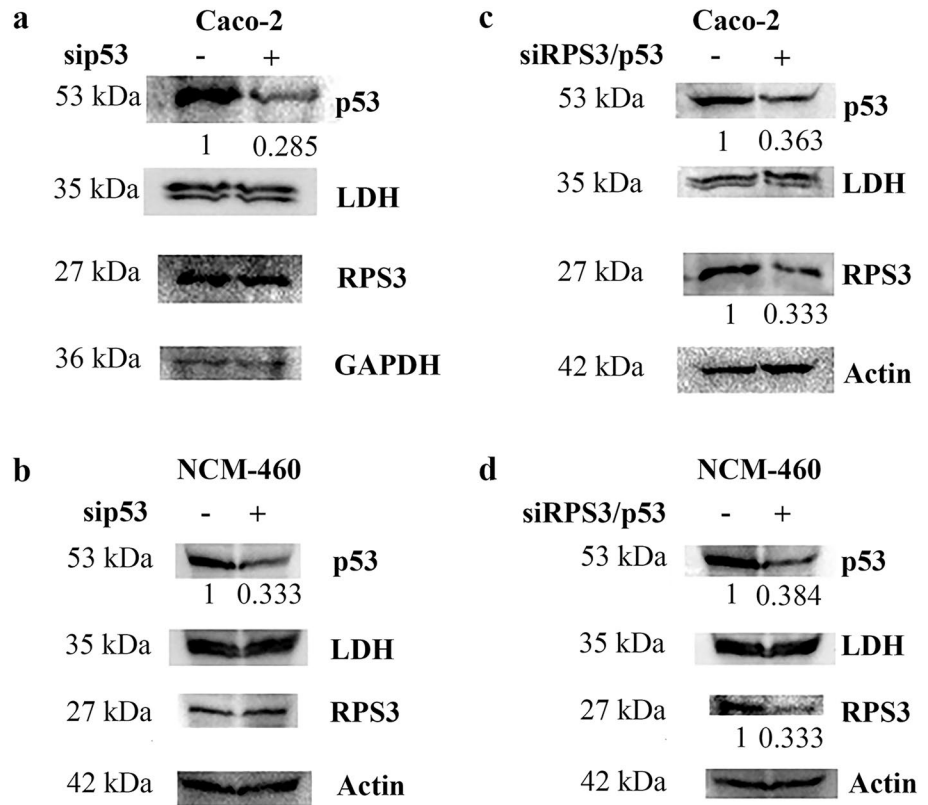 a
Caco-2
sip53 - +
53 kDa p53
1 0.285
35 kDa LDH
27 kDa RPS3
36 kDa GAPDH
b
NCM-460
sip53 - +
53 kDa p53
1 0.333
35 kDa LDH
27 kDa RPS3
42 kDa Actin
c
Caco-2
siRPS3/p53 - +
53 kDa p53
1 0.363
35 kDa LDH
27 kDa RPS3
1 0.333
42 kDa Actin
d
NCM-460
siRPS3/p53 - +
53 kDa p53
1 0.384
35 kDa LDH
27 kDa RPS3
1 0.333
42 kDa Actin